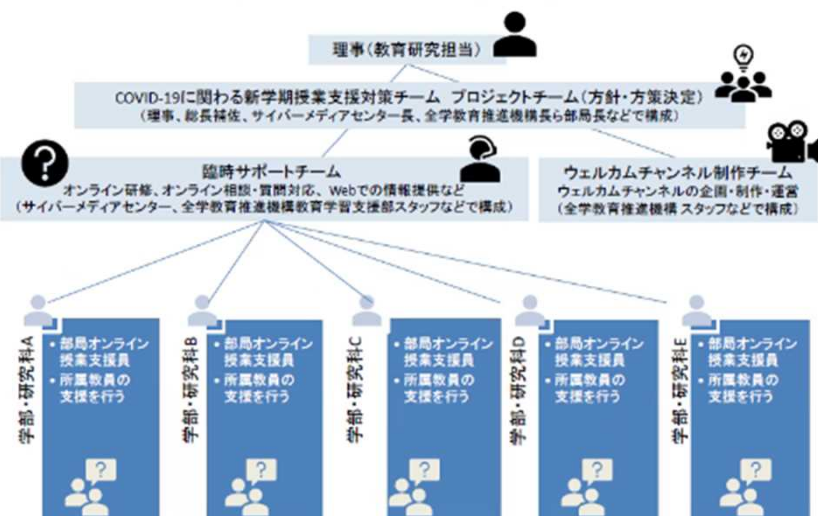 理事(教育研究担当)
COVID-19に関わる新学期授業支援対策チーム プロジェクトチーム(方針・方策決定)
(理事、総長補佐、サイバーメディアセンター長、全学教育推進機構長ら部局長などで構成)
臨時サポートチーム
オンライン研修、オンライン相談・質問対応、Webでの情報提供など
(サイバーメディアセンター、全学教育推進機構教育学習支援部スタッフなどで構成)
ウェルカムチャンネル制作チーム
ウェルカムチャンネルの企画・制作・運営
(全学教育推進機構 スタッフなどで構成)
学部・研究科A
・部局オンライン
授業支援員
・所属教員の
支援を行う
学部・研究科B
・部局オンライン
授業支援員
・所属教員の
支援を行う
学部・研究科C
・部局オンライン
授業支援員
・所属教員の
支援を行う
学部・研究科D
・部局オンライン
授業支援員
・所属教員の
支援を行う
学部・研究科E
・部局オンライン
授業支援員
・所属教員の
支援を行う